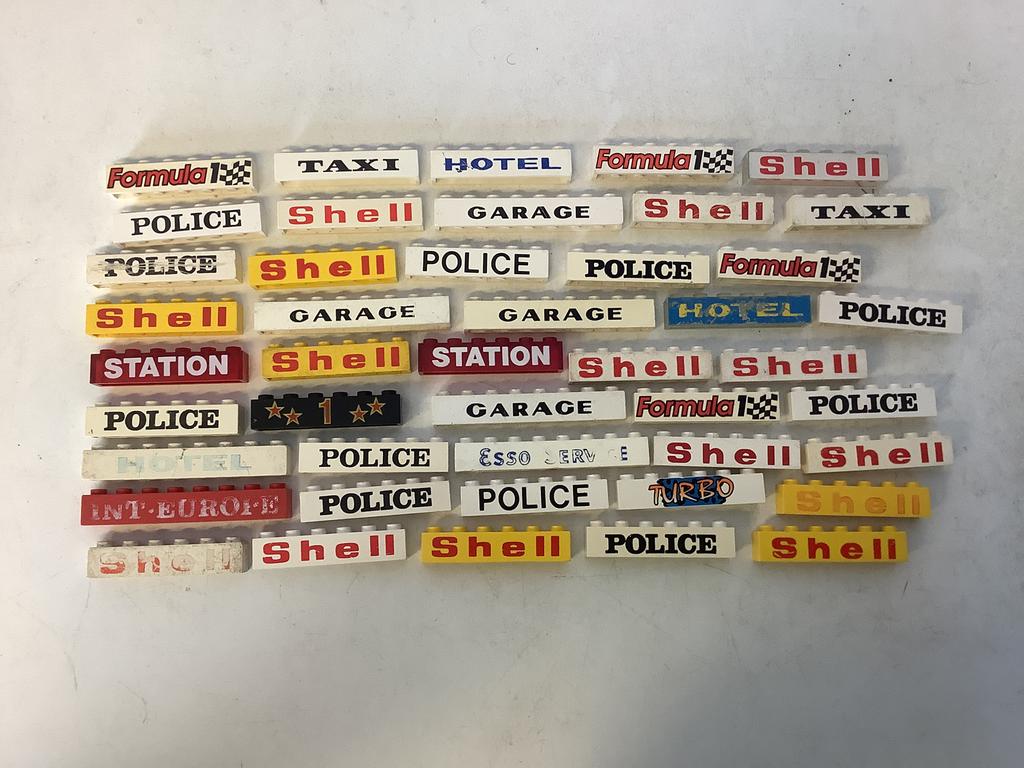 Formula 1 TAXI HOTEL Formula 1 Shell
POLICE Shell GARAGE Shell TAXI
POLICE Shell POLICE POLICE Formula 1
Shell GARAGE GARAGE HOTEL POLICE
STATION Shell STATION Shell Shell
POLICE 1 GARAGE Formula 1 POLICE
HOTEL POLICE ESSO SERV E Shell Shell
INT·EUROPE POLICE POLICE TURBO Shell
Shell Shell Shell POLICE Shell